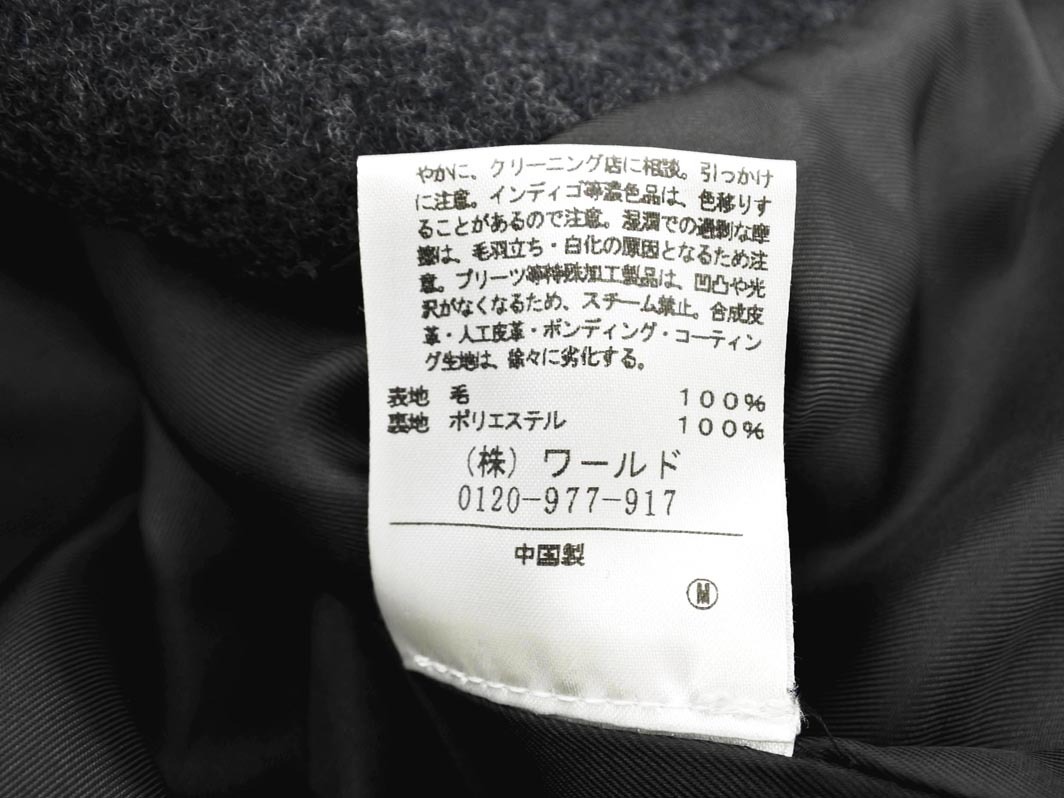 やかに、クリーニング店に相談。引っかけ
に注意。インディゴ等濃色品は、色移りす
ることがあるので注意。湿潤での過剰な摩
擦は、毛羽立ち・白化の原因となるため注
意。プリーツ等特殊加工製品は、凹凸や光
沢がなくなるため、スチーム禁止。合成皮
革・人工皮革・ボンディング・コーティン
グ生地は、徐々に劣化する。
表地 毛 100%
裏地 ポリエステル 100%
(株) ワールド
0120-977-917
中国製
Ⓜ